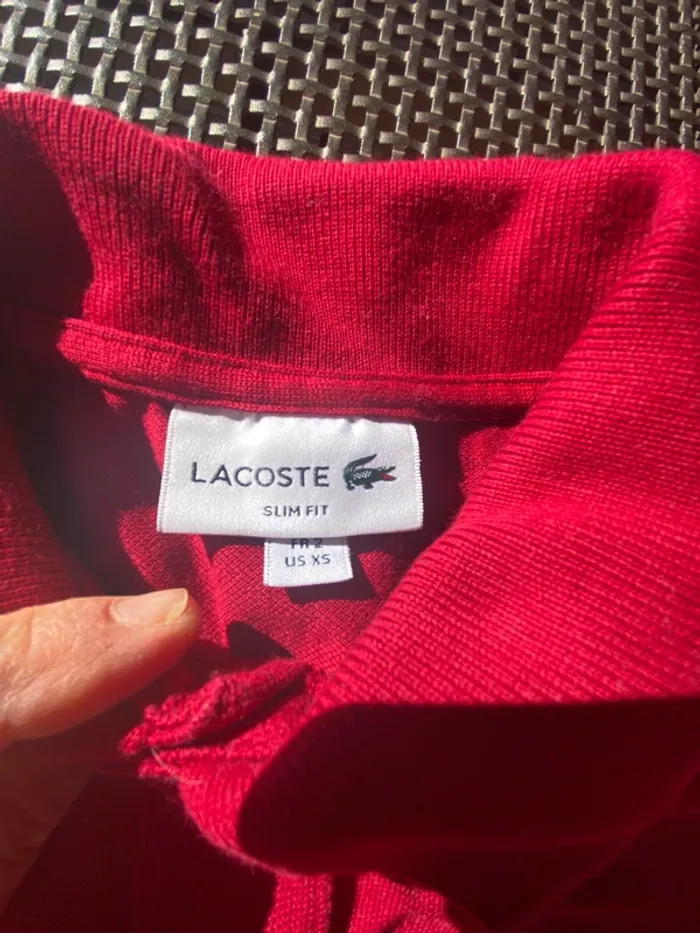 LACOSTE
SLIM FIT
FR 2
US XS